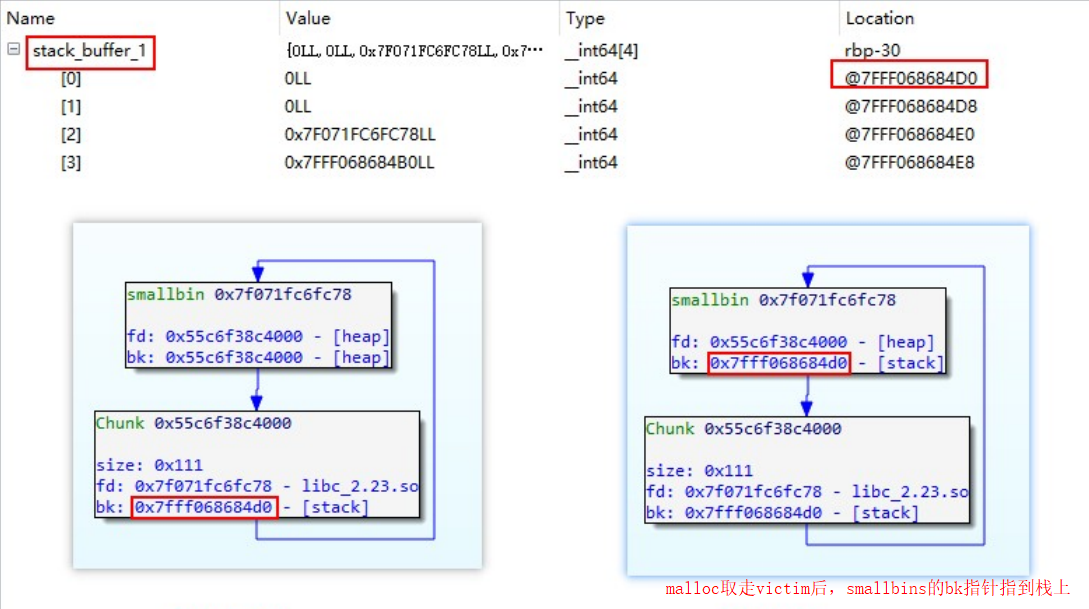 Name Value Type Location
stack_buffer_1 {0LL, 0LL, 0x7F071FC6FC78LL, 0x7··· __int64[4] rbp-30
[0] 0LL __int64 @7FFF068684D0
[1] 0LL __int64 @7FFF068684D8
[2] 0x7F071FC6FC78LL __int64 @7FFF068684E0
[3] 0x7FFF068684B0LL __int64 @7FFF068684E8
smallbin 0x7f071fc6fc78
fd: 0x55c6f38c4000 - [heap]
bk: 0x55c6f38c4000 - [heap]
Chunk 0x55c6f38c4000
size: 0x111
fd: 0x7f071fc6fc78 - libc_2.23.so
bk: 0x7fff068684d0 - [stack]
smallbin 0x7f071fc6fc78
fd: 0x55c6f38c4000 - [heap]
bk: 0x7fff068684d0 - [stack]
Chunk 0x55c6f38c4000
size: 0x111
fd: 0x7f071fc6fc78 - libc_2.23.so
bk: 0x7fff068684d0 - [stack]
malloc取走victim后，smallbins的bk指针指到栈上